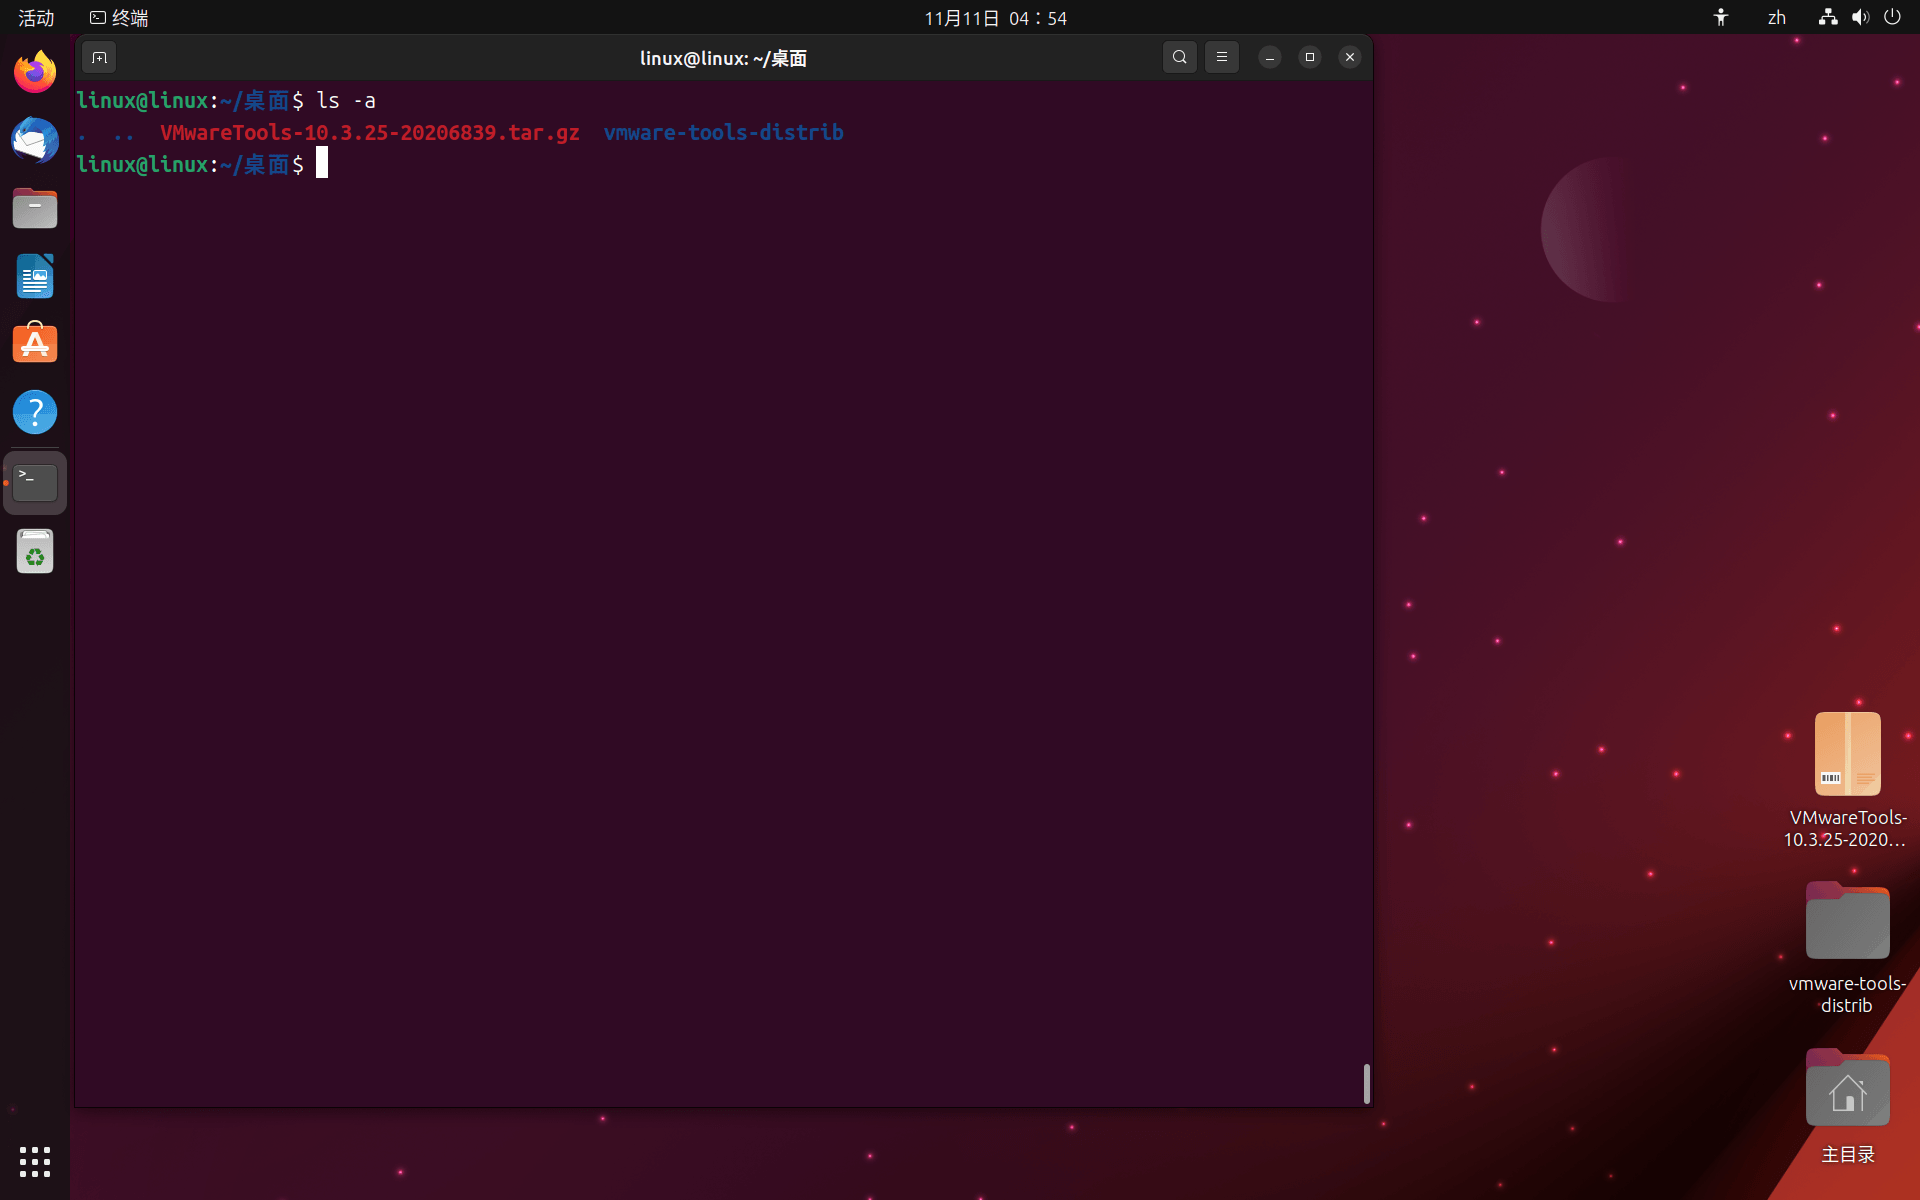 活动 终端 11月11日 04：54 zh
linux@linux: ~/桌面
linux@linux:~/桌面$ ls -a
. .. VMwareTools-10.3.25-20206839.tar.gz vmware-tools-distrib
linux@linux:~/桌面$
VMwareTools-
10.3.25-2020...
vmware-tools-
distrib
主目录